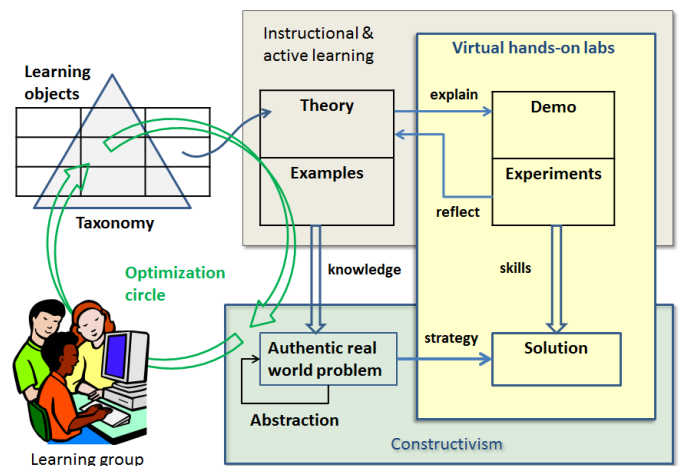 Instructional &
active learning
Virtual hands-on labs
Learning
objects
Theory
explain
Demo
Examples
Experiments
reflect
Taxonomy
knowledge
skills
Optimization
circle
Authentic real
world problem
strategy
Solution
Abstraction
Constructivism
Learning group